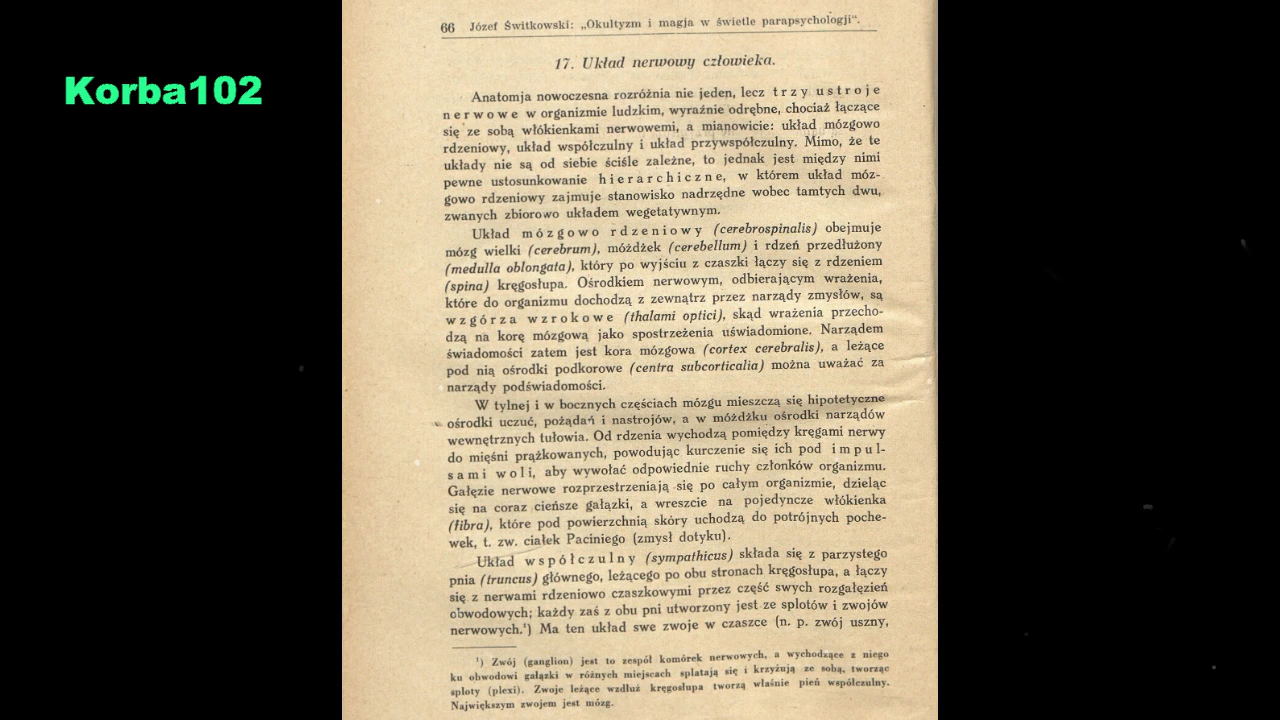 Korba102
66 Józef Świtkowski: „Okultyzm i magja w świetle parapsychologji“.
17. Układ nerwowy człowieka.
Anatomja nowoczesna rozróżnia nie jeden, lecz trzy ustroje
nerwowe w organizmie ludzkim, wyraźnie odrębne, chociaż łączące
się ze sobą włókienkami nerwowemi, a mianowicie: układ mózgowo
rdzeniowy, układ współczulny i układ przywspółczulny. Mimo, że te
układy nie są od siebie ściśle zależne, to jednak jest między nimi
pewne ustosunkowanie hierarchiczne, w którem układ móz-
gowo rdzeniowy zajmuje stanowisko nadrzędne wobec tamtych dwu,
zwanych zbiorowo układem wegetatywnym.
Układ mózgowo rdzeniowy (cerebrospinalis) obejmuje
mózg wielki (cerebrum), móżdżek (cerebellum) i rdzeń przedłużony
(medulla oblongata), który po wyjściu z czaszki łączy się z rdzeniem
(spina) kręgosłupa. Ośrodkiem nerwowym, odbierającym wrażenia,
które do organizmu dochodzą z zewnątrz przez narządy zmysłów, są
wzgórza wzrokowe (thalami optici), skąd wrażenia przecho-
dzą na korę mózgową jako spostrzeżenia uświadomione. Narządem
świadomości zatem jest kora mózgowa (cortex cerebralis), a leżące
pod nią ośrodki podkorowe (centra subcorticalia) można uważać za
narządy podświadomości.
W tylnej i w bocznych częściach mózgu mieszczą się hipotetyczne
ośrodki uczuć, pożądań i nastrojów, a w móżdżku ośrodki narządów
wewnętrznych tułowia. Od rdzenia wychodzą pomiędzy kręgami nerwy
do mięśni prążkowanych, powodując kurczenie się ich pod impul-
sami woli, aby wywołać odpowiednie ruchy członków organizmu.
Gałęzie nerwowe rozprzestrzeniają się po całym organizmie, dzieląc
się na coraz cieńsze gałązki, a wreszcie na pojedyncze włókienka
(fibra), które pod powierzchnią skóry uchodzą do potrójnych poche-
wek, t. zw. ciałek Paciniego (zmysł dotyku).
Układ współczulny (sympathicus) składa się z parzystego
pnia (truncus) głównego, leżącego po obu stronach kręgosłupa, a łączy
się z nerwami rdzeniowo czaszkowymi przez część swych rozgałęzień
obwodowych; każdy zaś z obu pni utworzony jest ze splotów i zwojów
nerwowych.¹) Ma ten układ swe zwoje w czaszce (n. p. zwój uszny,
¹) Zwój (ganglion) jest to zespół komórek nerwowych, a wychodzące z niego
ku obwodowi gałązki w różnych miejscach splatają się i krzyżują ze sobą, tworząc
sploty (plexi). Zwoje leżące wzdłuż kręgosłupa tworzą właśnie pień współczulny.
Największym zwojem jest mózg.